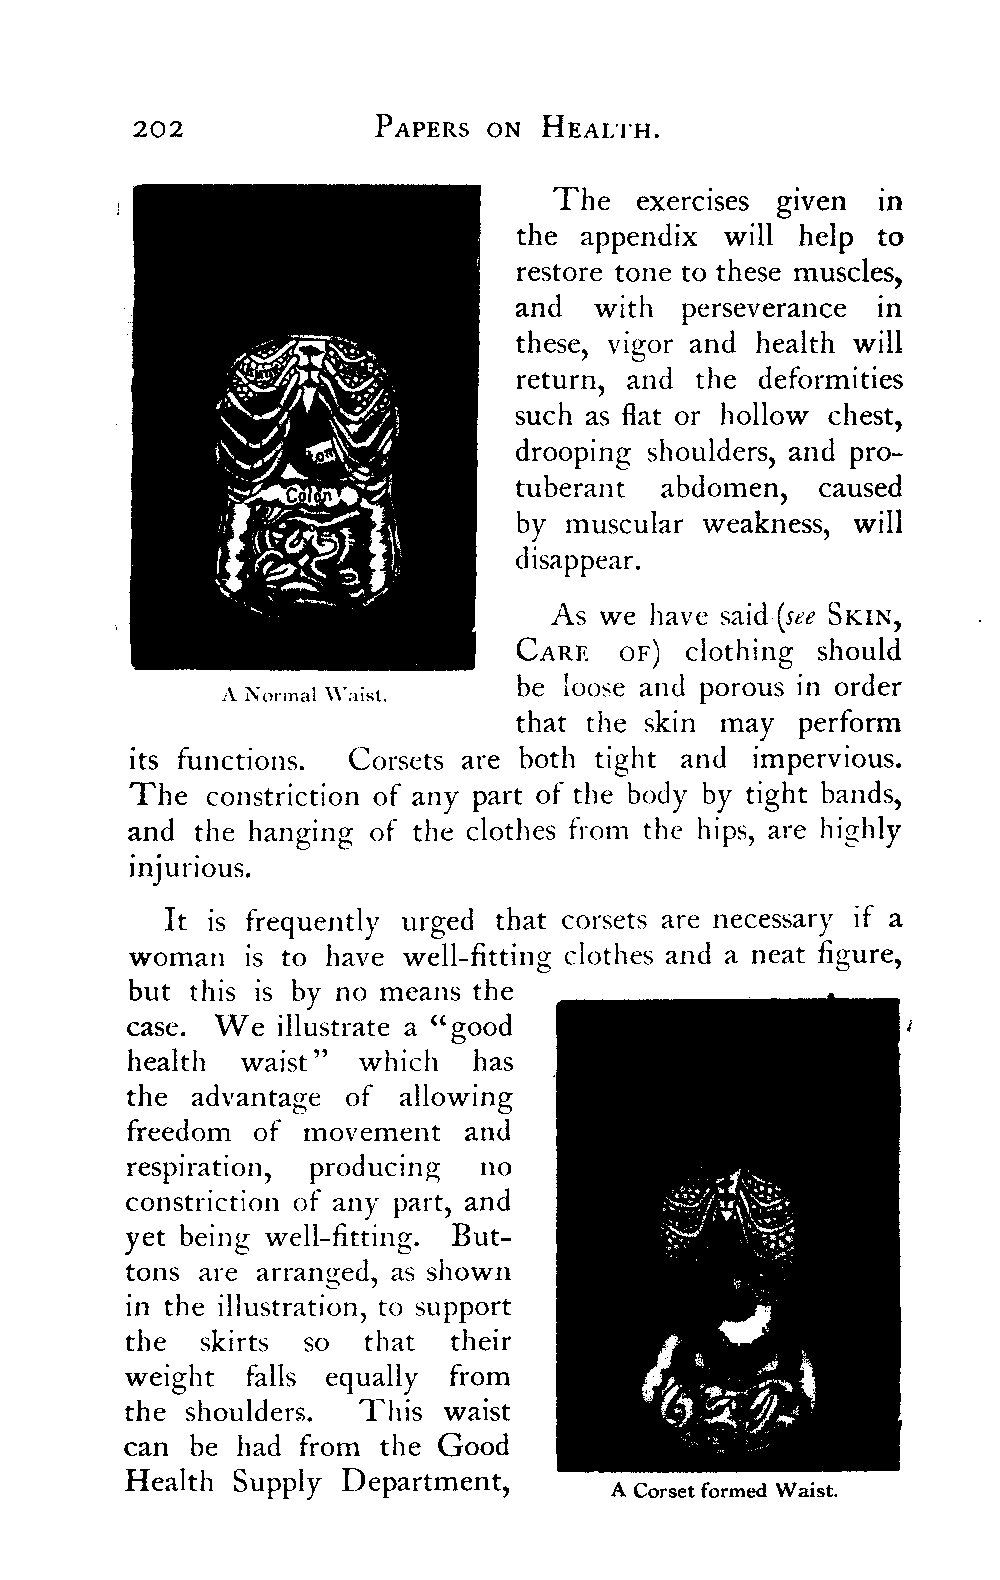 202 PAPERS ON HEALTH.
The exercises given in
the appendix will help to
restore tone to these muscles,
and with perseverance in
these, vigor and health will
return, and the deformities
such as flat or hollow chest,
drooping shoulders, and pro-
tuberant abdomen, caused
by muscular weakness, will
disappear.
Colon
A Normal Waist.
As we have said (see SKIN,
CARE OF) clothing should
be loose and porous in order
that the skin may perform
its functions. Corsets are both tight and impervious.
The constriction of any part of the body by tight bands,
and the hanging of the clothes from the hips, are highly
injurious.
It is frequently urged that corsets are necessary if a
woman is to have well-fitting clothes and a neat figure,
but this is by no means the
case. We illustrate a “good
health waist” which has
the advantage of allowing
freedom of movement and
respiration, producing no
constriction of any part, and
yet being well-fitting. But-
tons are arranged, as shown
in the illustration, to support
the skirts so that their
weight falls equally from
the shoulders. This waist
can be had from the Good
Health Supply Department,
A Corset formed Waist.